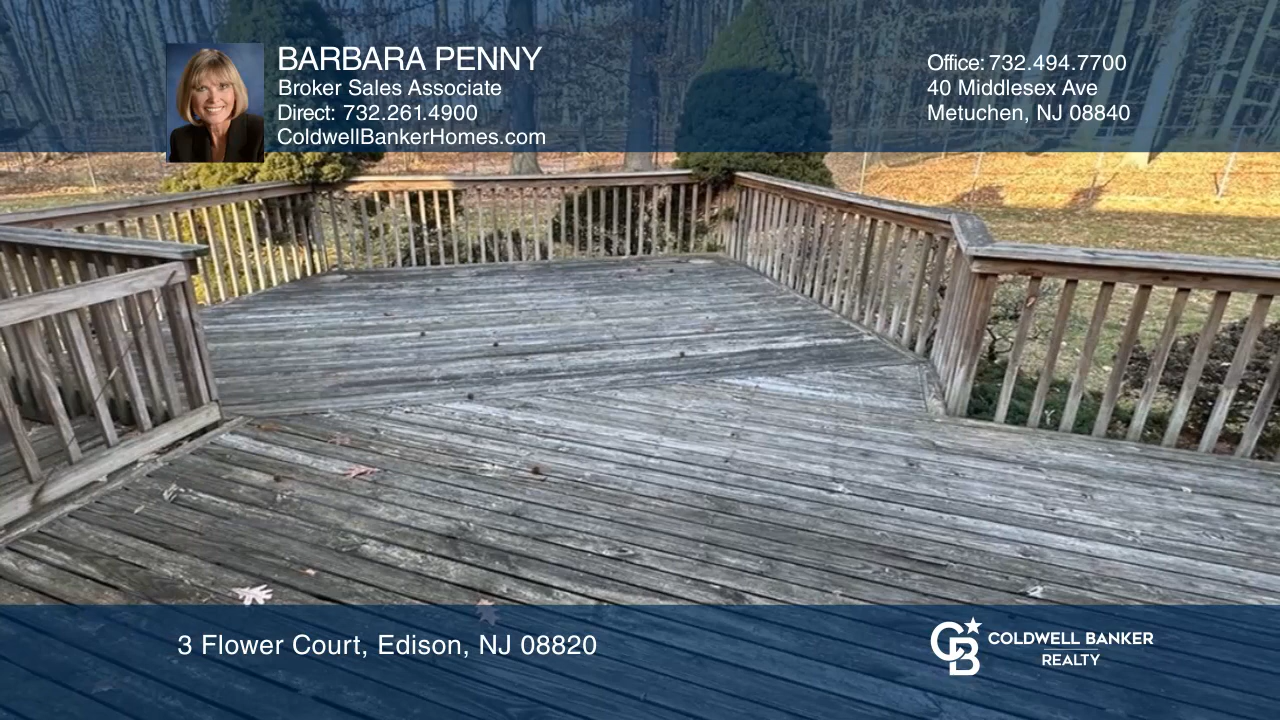 BARBARA PENNY
Broker Sales Associate
Direct: 732.261.4900
ColdwellBankerHomes.com
Office: 732.494.7700
40 Middlesex Ave
Metuchen, NJ 08840
3 Flower Court, Edison, NJ 08820
CB
COLDWELL BANKER
REALTY